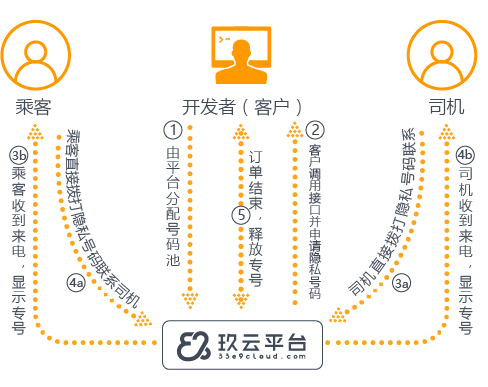 乘客
开发者（客户）
司机
3b
乘客收到来电，显示专号
乘客直接拨打隐私号码联系司机
4a
1
由平台分配号码池
订单结束，释放专号
5
2
客户调用接口并申请隐私号码
司机直接拨打隐私号码联系
3a
4b
司机收到来电，显示专号
玖云平台
33e9cloud.com